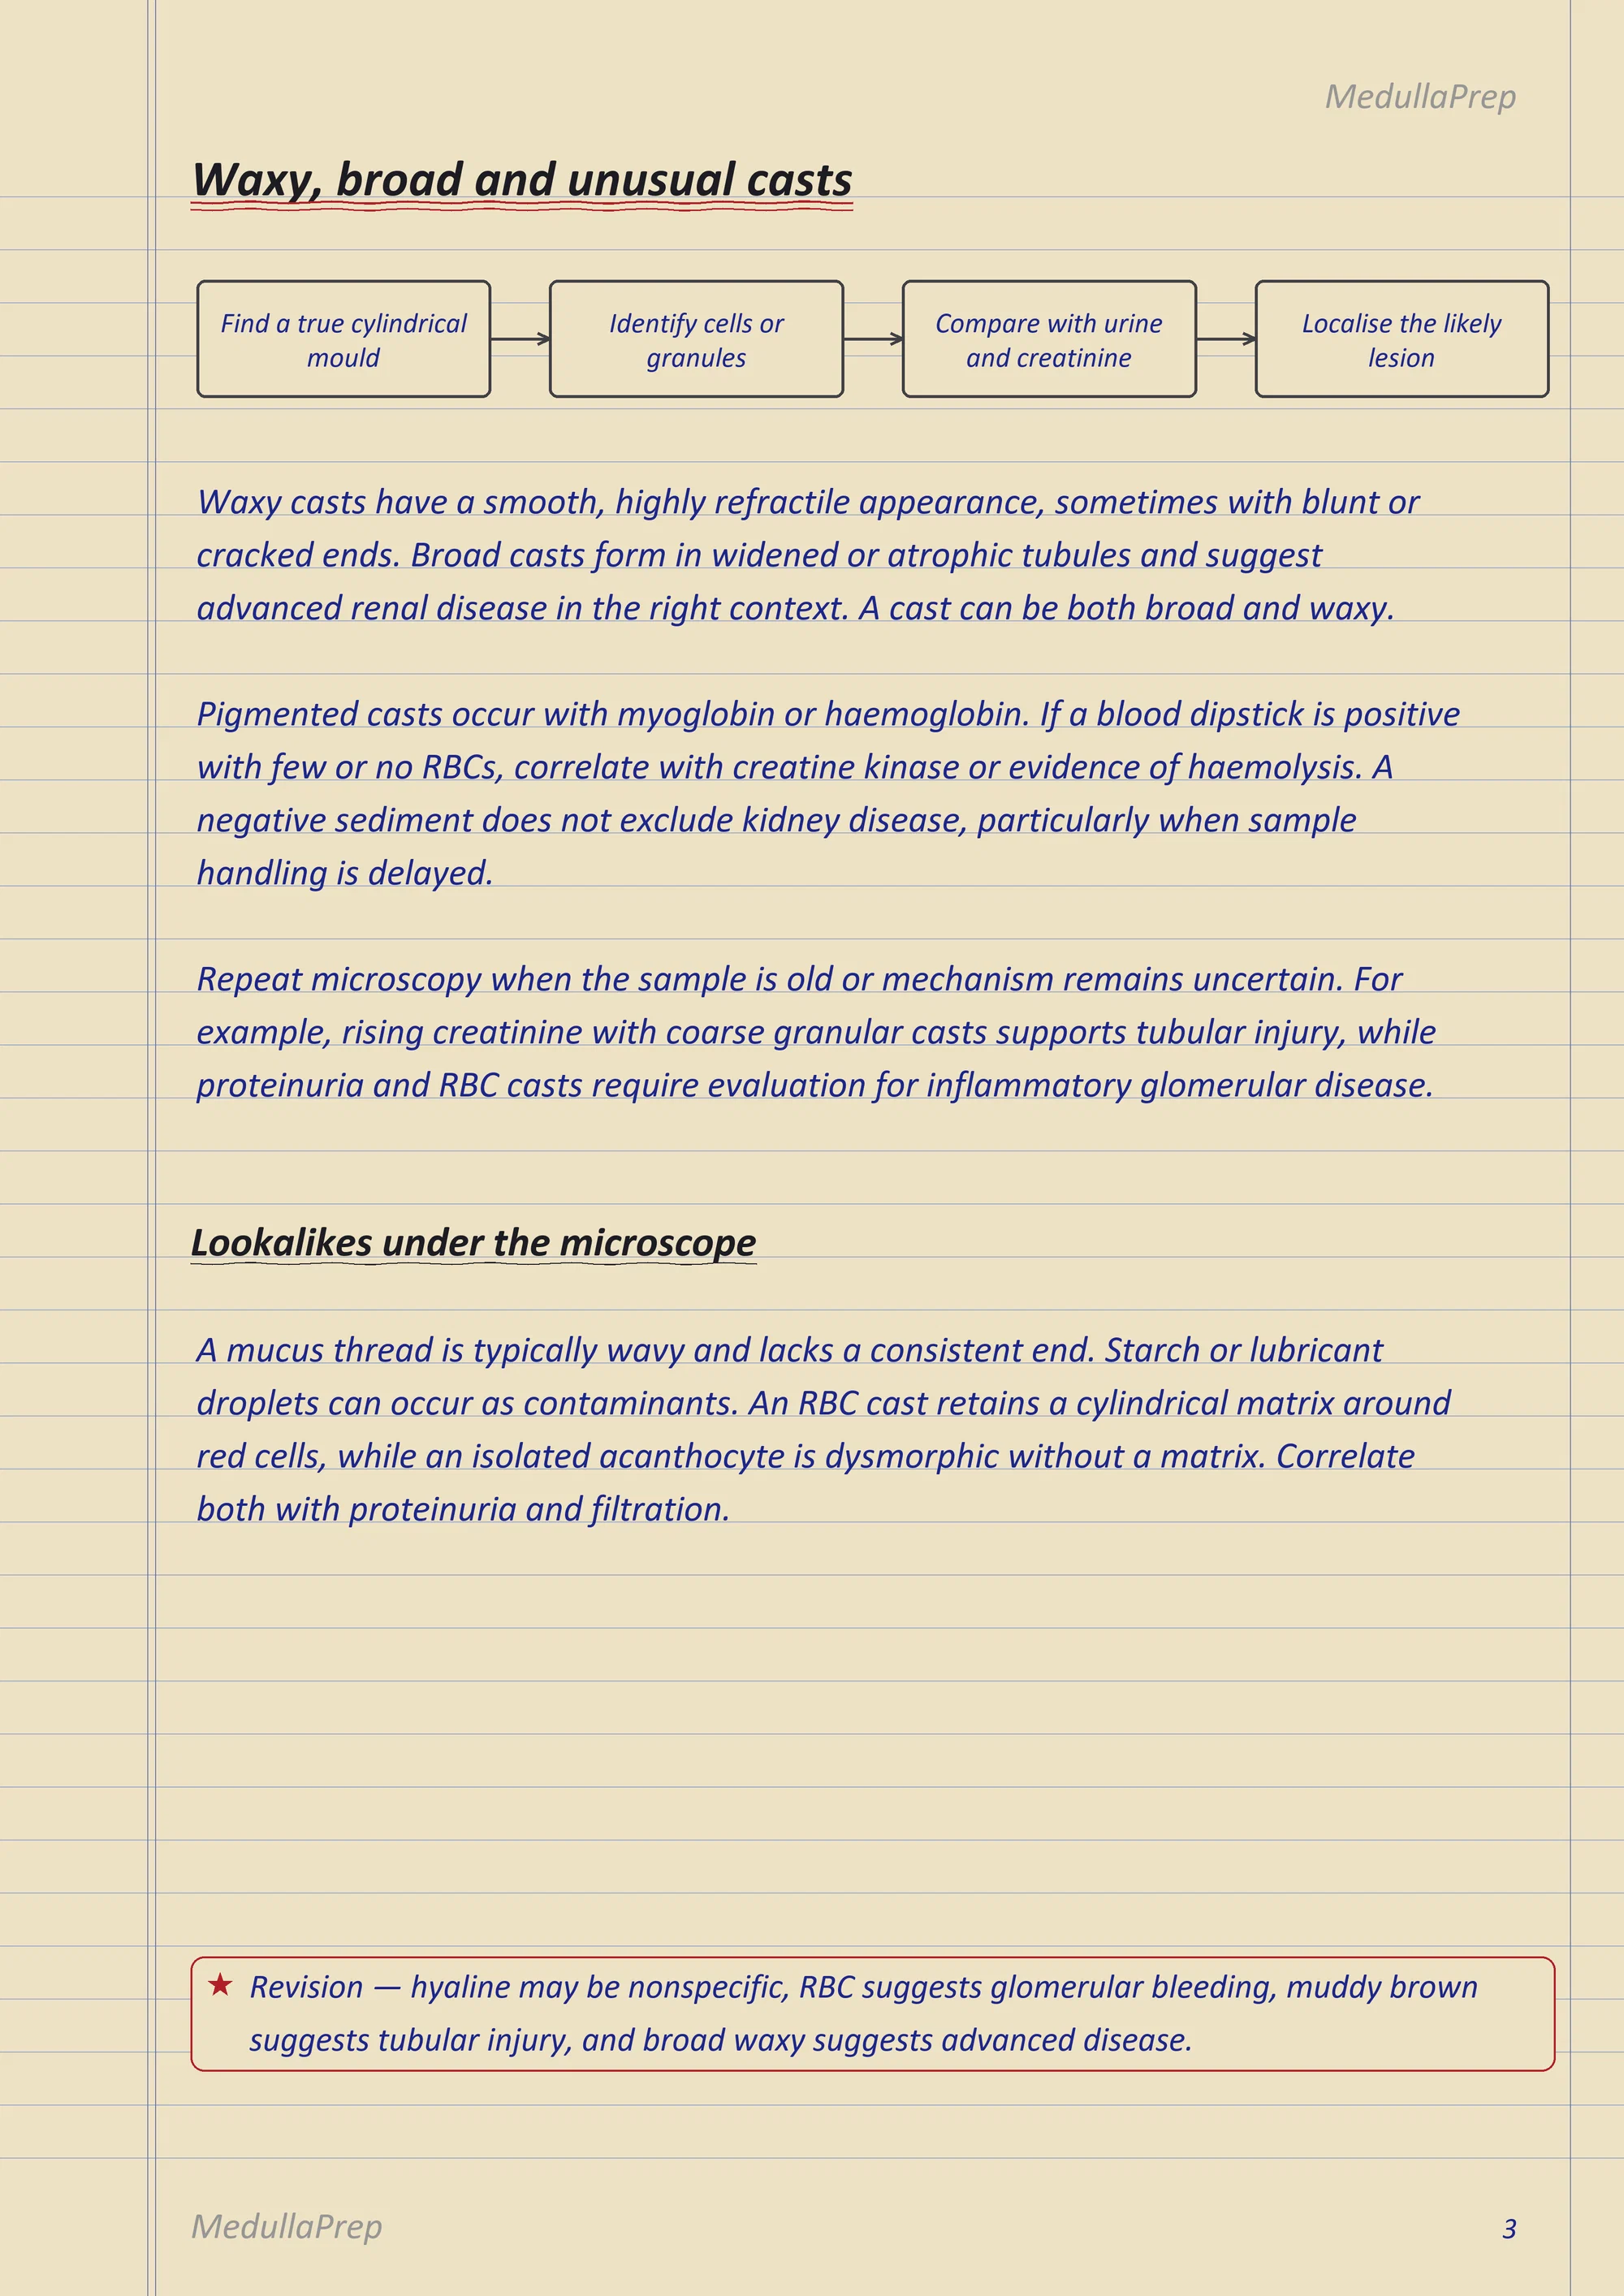 MedullaPrep
Waxy, broad and unusual casts
Find a true cylindrical
mould
Identify cells or
granules
Compare with urine
and creatinine
Localise the likely
lesion
Waxy casts have a smooth, highly refractile appearance, sometimes with blunt or
cracked ends. Broad casts form in widened or atrophic tubules and suggest
advanced renal disease in the right context. A cast can be both broad and waxy.
Pigmented casts occur with myoglobin or haemoglobin. If a blood dipstick is positive
with few or no RBCs, correlate with creatine kinase or evidence of haemolysis. A
negative sediment does not exclude kidney disease, particularly when sample
handling is delayed.
Repeat microscopy when the sample is old or mechanism remains uncertain. For
example, rising creatinine with coarse granular casts supports tubular injury, while
proteinuria and RBC casts require evaluation for inflammatory glomerular disease.
Lookalikes under the microscope
A mucus thread is typically wavy and lacks a consistent end. Starch or lubricant
droplets can occur as contaminants. An RBC cast retains a cylindrical matrix around
red cells, while an isolated acanthocyte is dysmorphic without a matrix. Correlate
both with proteinuria and filtration.
★ Revision — hyaline may be nonspecific, RBC suggests glomerular bleeding, muddy brown
suggests tubular injury, and broad waxy suggests advanced disease.
MedullaPrep
3